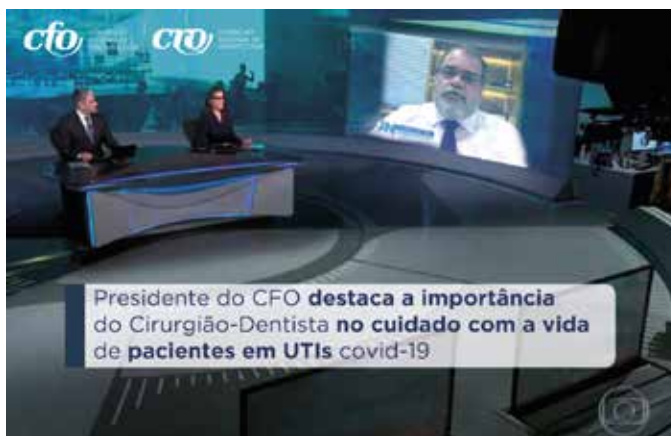 cfo
CRO
Presidente do CFO destaca a importância
do Cirurgião-Dentista no cuidado com a vida
de pacientes em UTIs covid-19